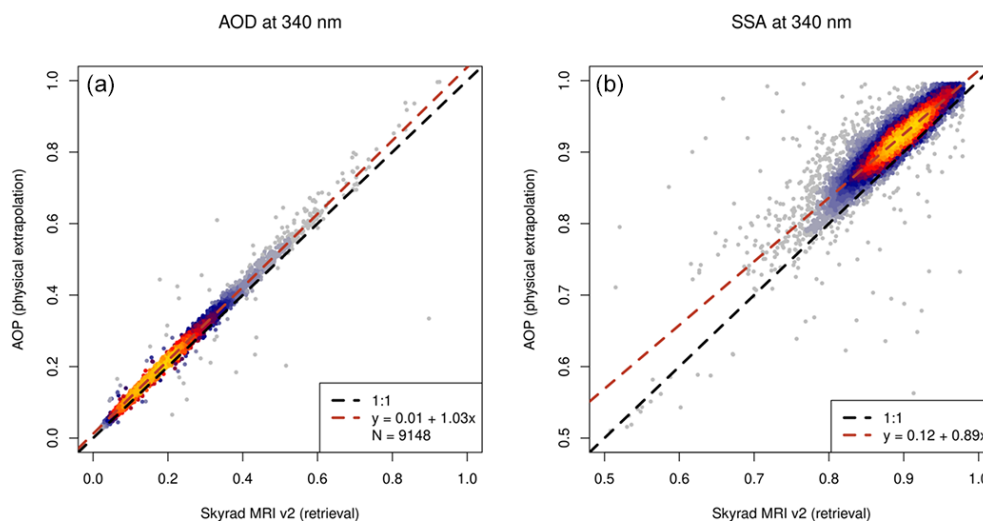 AOD at 340 nm
(a)
AOP (physical extrapolation)
1.0
0.8
0.6
0.4
0.2
0.0
0.0 0.2 0.4 0.6 0.8 1.0
Skyrad MRI v2 (retrieval)
1:1
y = 0.01 + 1.03x
N = 9148
SSA at 340 nm
(b)
AOP (physical extrapolation)
1.0
0.9
0.8
0.7
0.6
0.5
0.5 0.6 0.7 0.8 0.9 1.0
Skyrad MRI v2 (retrieval)
1:1
y = 0.12 + 0.89x